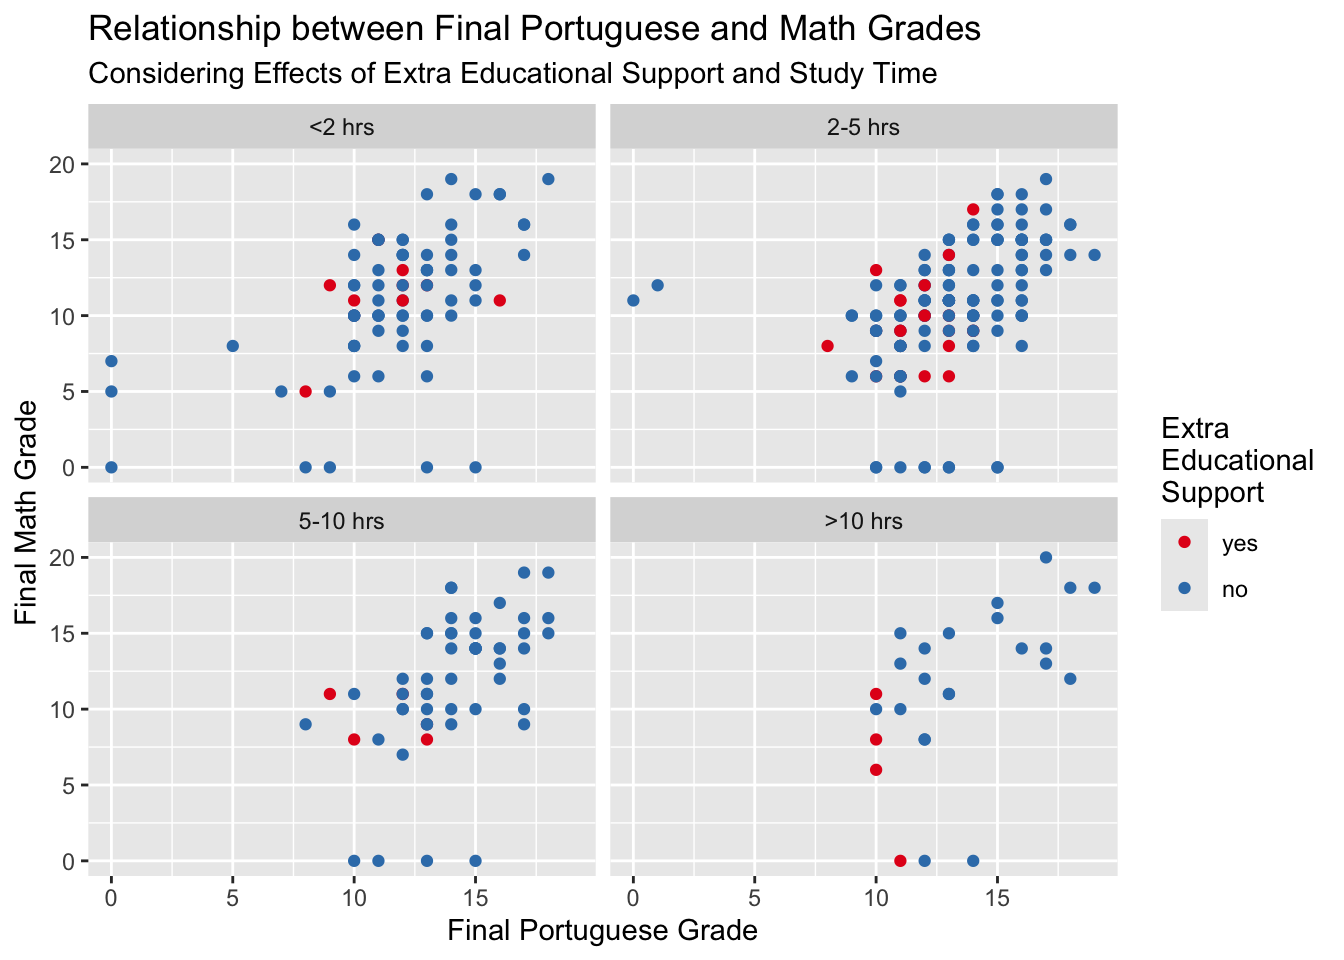 Relationship between Final Portuguese and Math Grades
Considering Effects of Extra Educational Support and Study Time
<2 hrs
2-5 hrs
20
15
10
5
0
5-10 hrs
>10 hrs
20
15
10
5
0
0 5 10 15
0 5 10 15
Final Portuguese Grade
Final Math Grade
Extra
Educational
Support
yes
no